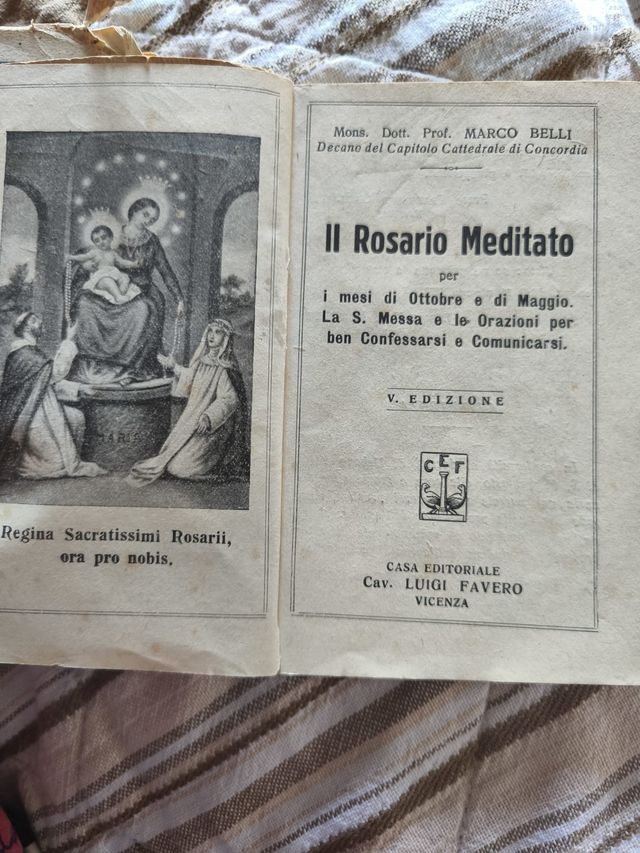 MARIA
Regina Sacratissimi Rosarii,
ora pro nobis.
Mons. Dott. Prof. MARCO BELLI
Decano del Capitolo Cattedrale di Concordia
Il Rosario Meditato
per
i mesi di Ottobre e di Maggio.
La S. Messa e le Orazioni per
ben Confessarsi e Comunicarsi.
V. EDIZIONE
C E F
CASA EDITORIALE
Cav. LUIGI FAVERO
VICENZA